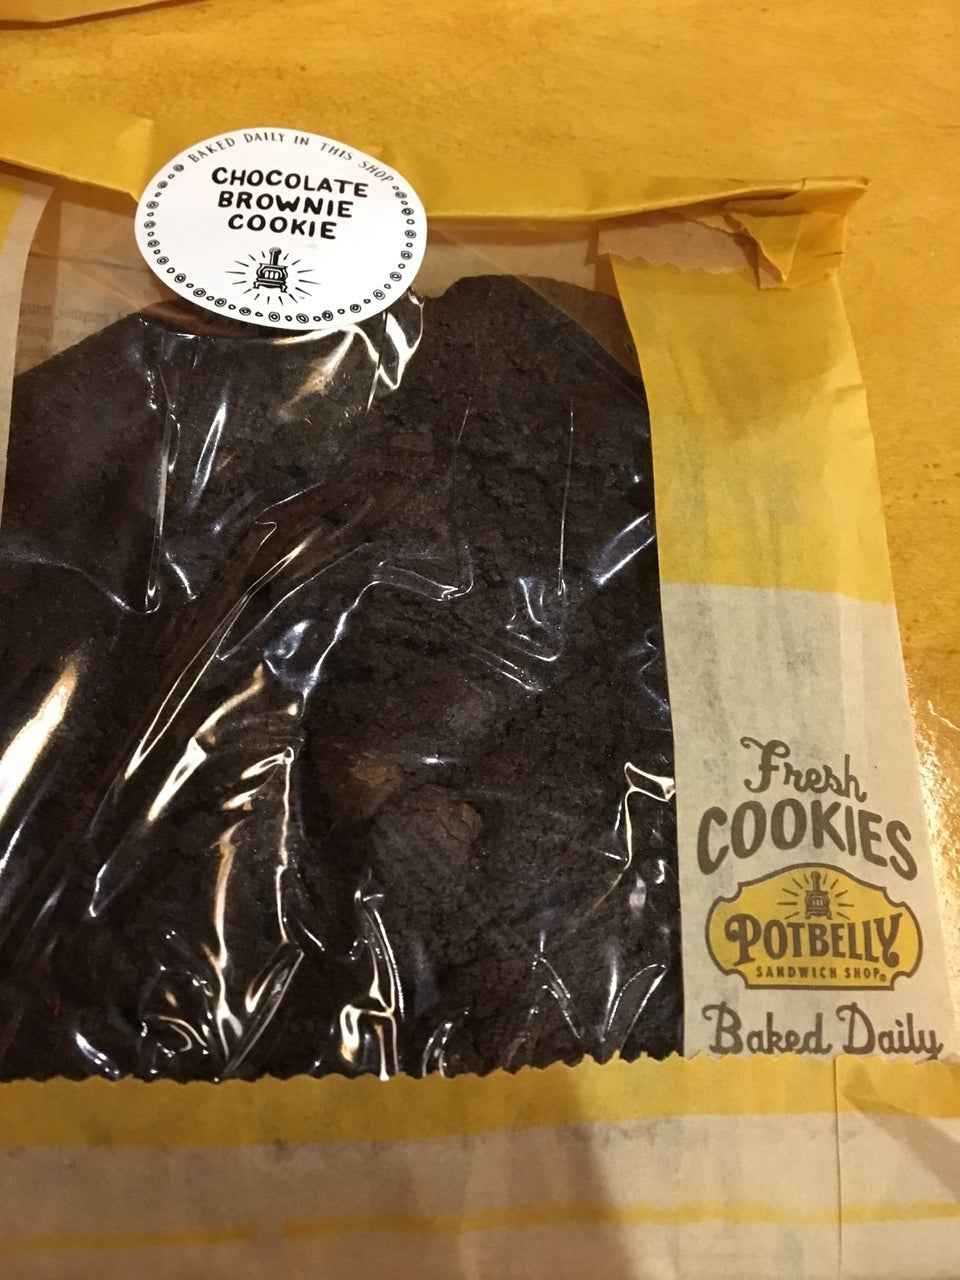 BAKED DAILY IN THIS SHOP
CHOCOLATE
BROWNIE
COOKIE
Fresh
COOKIES
POTBELLY
SANDWICH SHOP®
Baked Daily